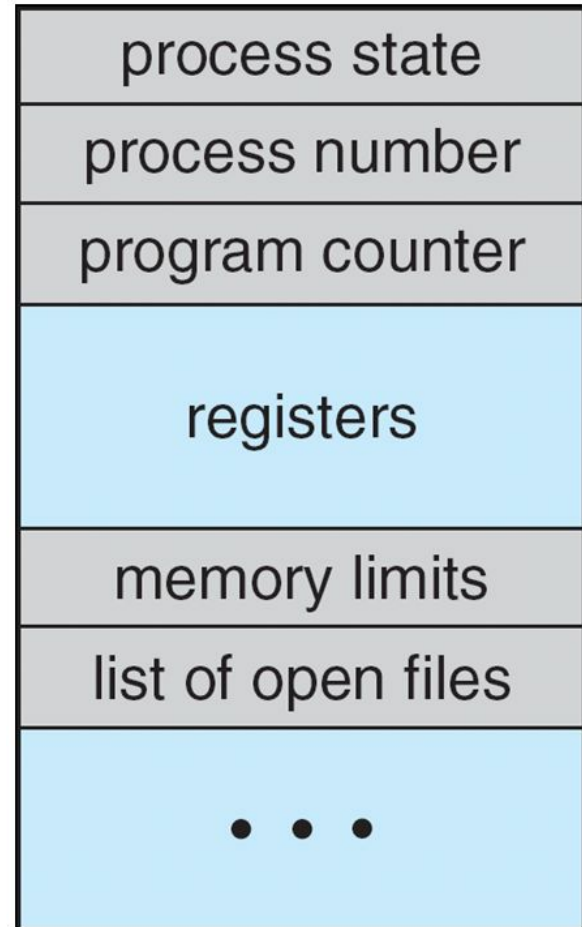 process state
process number
program counter
registers
memory limits
list of open files
• • •